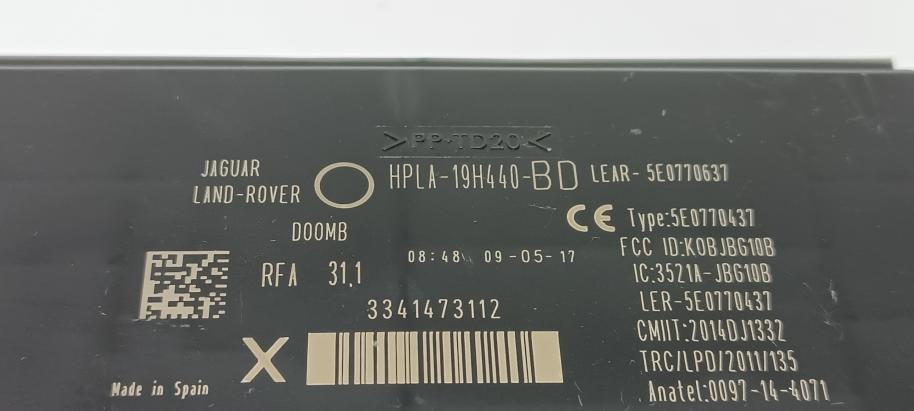 >PP-TD20<
JAGUAR
LAND-ROVER
HPLA-19H440-BD LEAR- 5E0770637
DOOMB
CE Type:5E0770437
FCC ID:KOBJBG10B
08:48 09-05-17
RFA 31.1
IC:3521A-JBG10B
LER-5E0770437
3341473112
CMIIT:2014DJ1332
X
TRC/LPD/2011/135
Made in Spain
Anatel:0097-14-4071